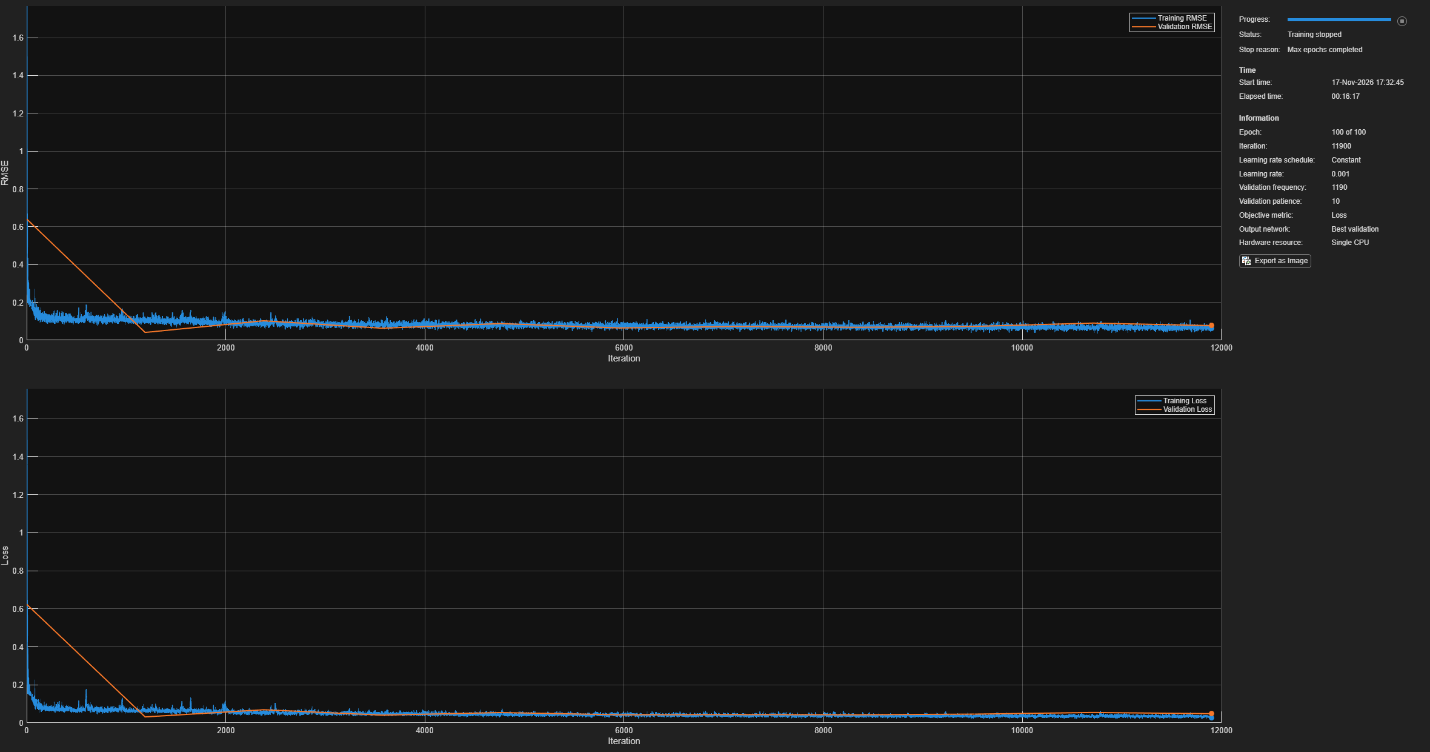 Training RMSE
Validation RMSE
1.6
1.4
1.2
1
0.8
0.6
0.4
0.2
0
RMSE
0
2000
4000
6000
8000
10000
12000
Iteration
Training Loss
Validation Loss
1.6
1.4
1.2
1
0.8
0.6
0.4
0.2
0
Loss
0
2000
4000
6000
8000
10000
12000
Iteration
Progress:
Status: Training stopped
Stop reason: Max epochs completed
Time
Start time: 17-Nov-2026 17:32:45
Elapsed time: 00:16:17
Information
Epoch: 100 of 100
Iteration: 11900
Learning rate schedule: Constant
Learning rate: 0.001
Validation frequency: 1190
Validation patience: 10
Objective metric: Loss
Output network: Best validation
Hardware resource: Single CPU
Export as Image